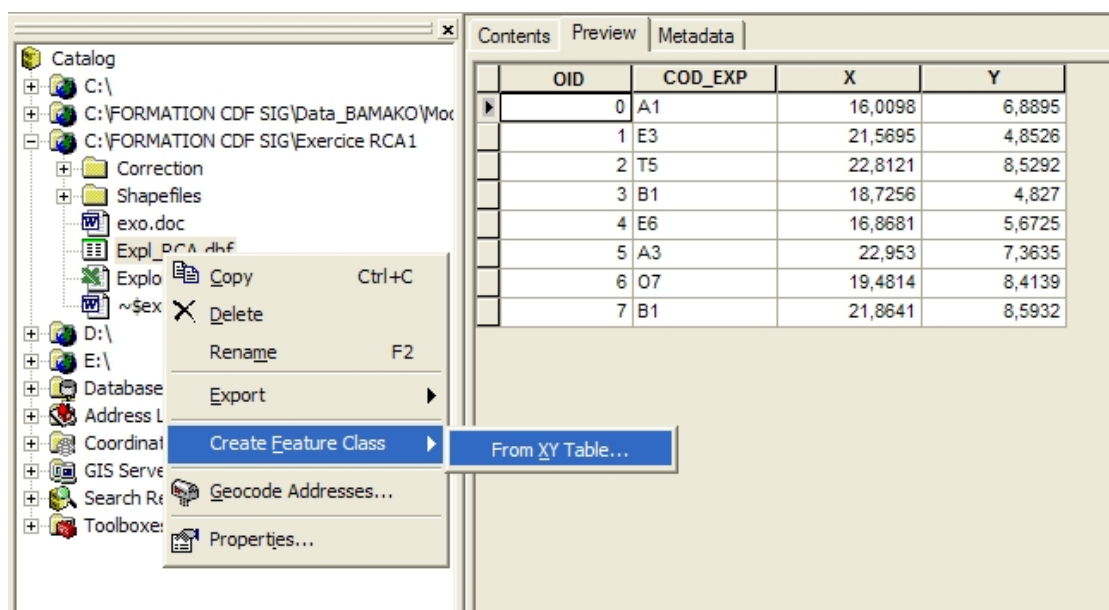 Catalog
C:\
C:\FORMATION CDF SIG\Data_BAMAKO\Mod
C:\FORMATION CDF SIG\Exercice RCA1
Correction
Shapefiles
exo.doc
Expl_RCA.dbf
Explo
~$ex
D:\
E:\
Database
Address L
Coordinat
GIS Serve
Search Re
Toolboxes
Copy Ctrl+C
Delete
Rename F2
Export
Create Feature Class
From XY Table...
Geocode Addresses...
Properties...
Contents Preview Metadata
OID COD_EXP X Y
0 A1 16,0098 6,8895
1 E3 21,5695 4,8526
2 T5 22,8121 8,5292
3 B1 18,7256 4,827
4 E6 16,8681 5,6725
5 A3 22,953 7,3635
6 O7 19,4814 8,4139
7 B1 21,8641 8,5932